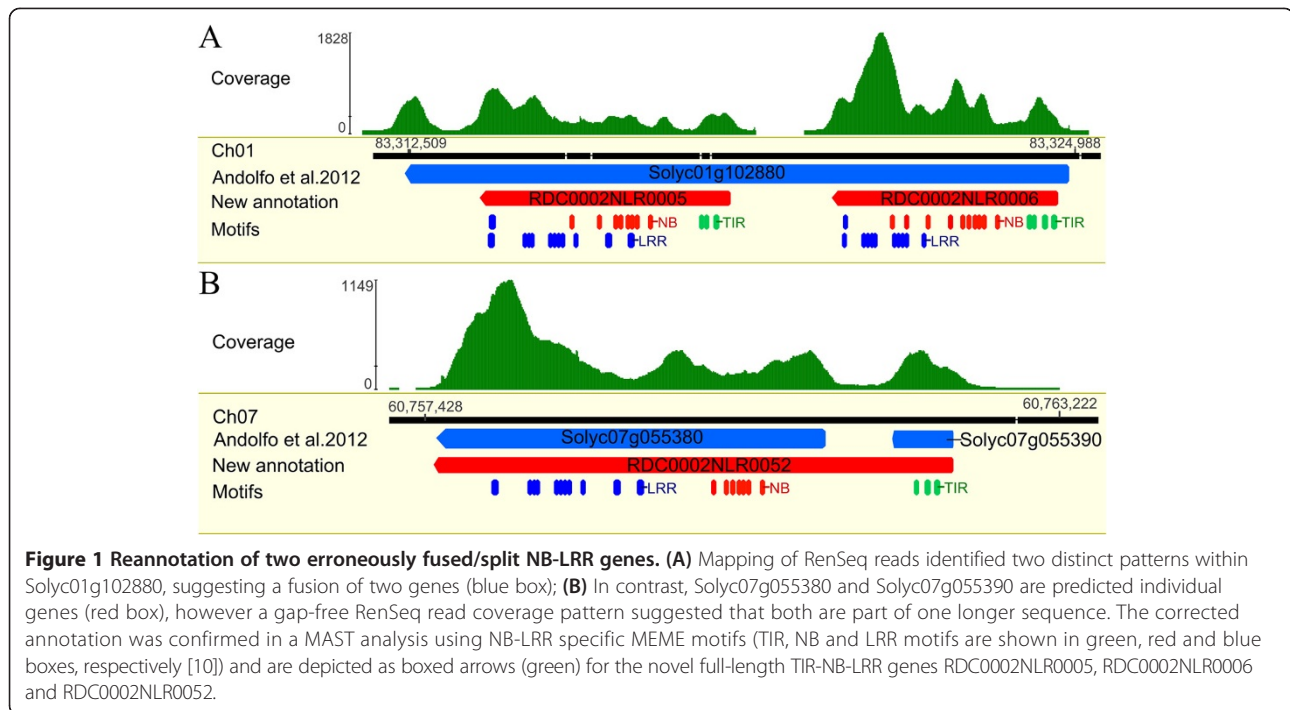 A
1828
Coverage
0
Ch01
83,312,509
83,324,988
Andolfo et al.2012
Solyc01g102880
New annotation
RDC0002NLR0005
RDC0002NLR0006
Motifs
NB
TIR
NB
TIR
LRR
LRR
B
1149
Coverage
0
60,757,428
60,763,222
Ch07
Andolfo et al.2012
Solyc07g055380
Solyc07g055390
New annotation
RDC0002NLR0052
Motifs
LRR
NB
TIR
Figure 1 Reannotation of two erroneously fused/split NB-LRR genes. (A) Mapping of RenSeq reads identified two distinct patterns within
Solyc01g102880, suggesting a fusion of two genes (blue box); (B) In contrast, Solyc07g055380 and Solyc07g055390 are predicted individual
genes (red box), however a gap-free RenSeq read coverage pattern suggested that both are part of one longer sequence. The corrected
annotation was confirmed in a MAST analysis using NB-LRR specific MEME motifs (TIR, NB and LRR motifs are shown in green, red and blue
boxes, respectively [10]) and are depicted as boxed arrows (green) for the novel full-length TIR-NB-LRR genes RDC0002NLR0005, RDC0002NLR0006
and RDC0002NLR0052.